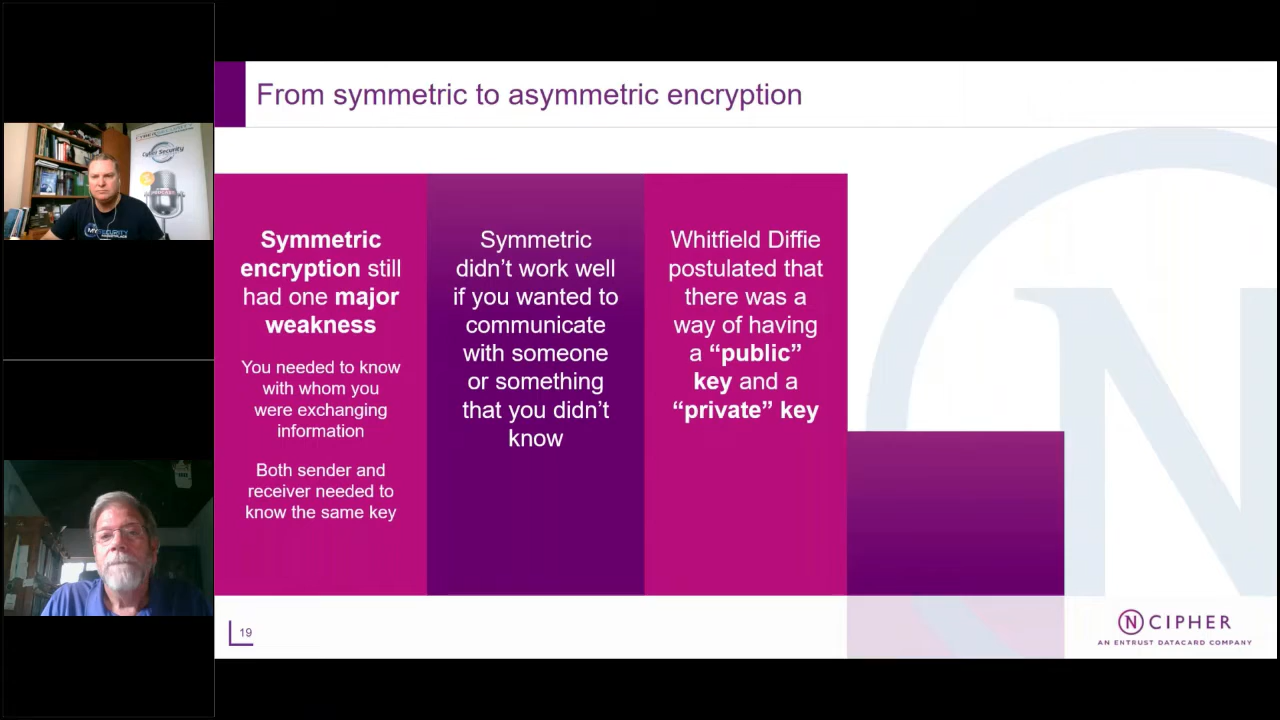 From symmetric to asymmetric encryption
Symmetric
encryption still
had one major
weakness
You needed to know
with whom you
were exchanging
information
Both sender and
receiver needed to
know the same key
Symmetric
didn’t work well
if you wanted to
communicate
with someone
or something
that you didn’t
know
Whitfield Diffie
postulated that
there was a
way of having
a “public”
key and a
“private” key
19
N CIPHER
AN ENTRUST DATACARD COMPANY
Cyber Security
MYSECURITY
N